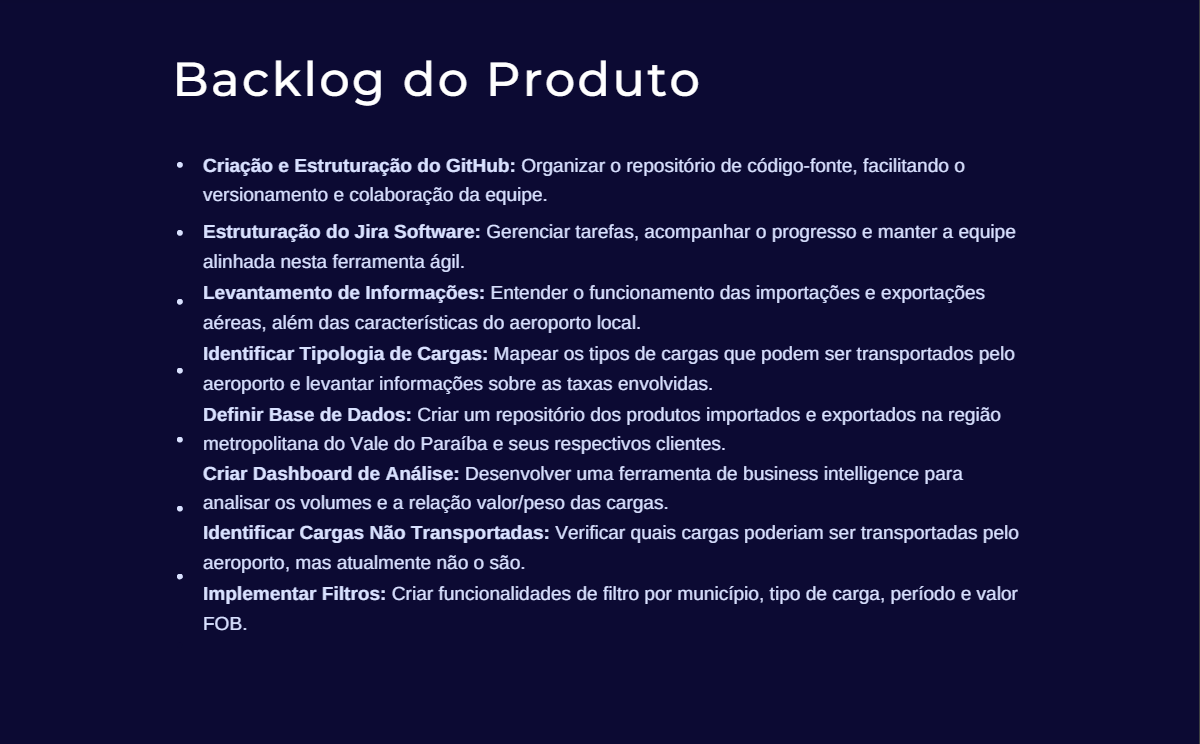 Backlog do Produto
• Criação e Estruturação do GitHub: Organizar o repositório de código-fonte, facilitando o
versionamento e colaboração da equipe.
• Estruturação do Jira Software: Gerenciar tarefas, acompanhar o progresso e manter a equipe
alinhada nesta ferramenta ágil.
• Levantamento de Informações: Entender o funcionamento das importações e exportações
aéreas, além das características do aeroporto local.
• Identificar Tipologia de Cargas: Mapear os tipos de cargas que podem ser transportados pelo
aeroporto e levantar informações sobre as taxas envolvidas.
• Definir Base de Dados: Criar um repositório dos produtos importados e exportados na região
metropolitana do Vale do Paraíba e seus respectivos clientes.
• Criar Dashboard de Análise: Desenvolver uma ferramenta de business intelligence para
analisar os volumes e a relação valor/peso das cargas.
• Identificar Cargas Não Transportadas: Verificar quais cargas poderiam ser transportadas pelo
aeroporto, mas atualmente não o são.
Implementar Filtros: Criar funcionalidades de filtro por município, tipo de carga, período e valor
FOB.